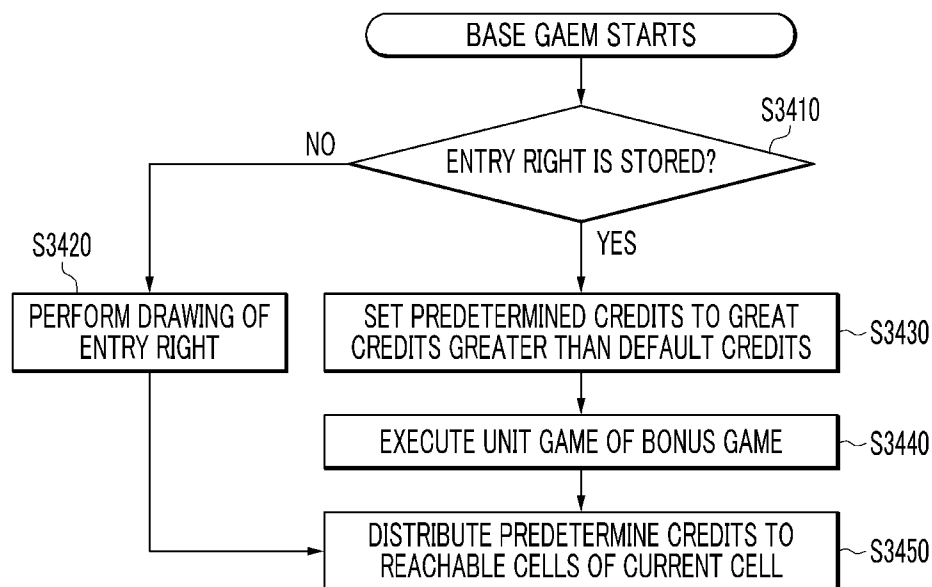 BASE GAEM STARTS
S3410
ENTRY RIGHT IS STORED?
NO
YES
S3420
PERFORM DRAWING OF
ENTRY RIGHT
SET PREDETERMINED CREDITS TO GREAT
CREDITS GREATER THAN DEFAULT CREDITS
S3430
EXECUTE UNIT GAME OF BONUS GAME
S3440
DISTRIBUTE PREDETERMINE CREDITS TO
REACHABLE CELLS OF CURRENT CELL
S3450